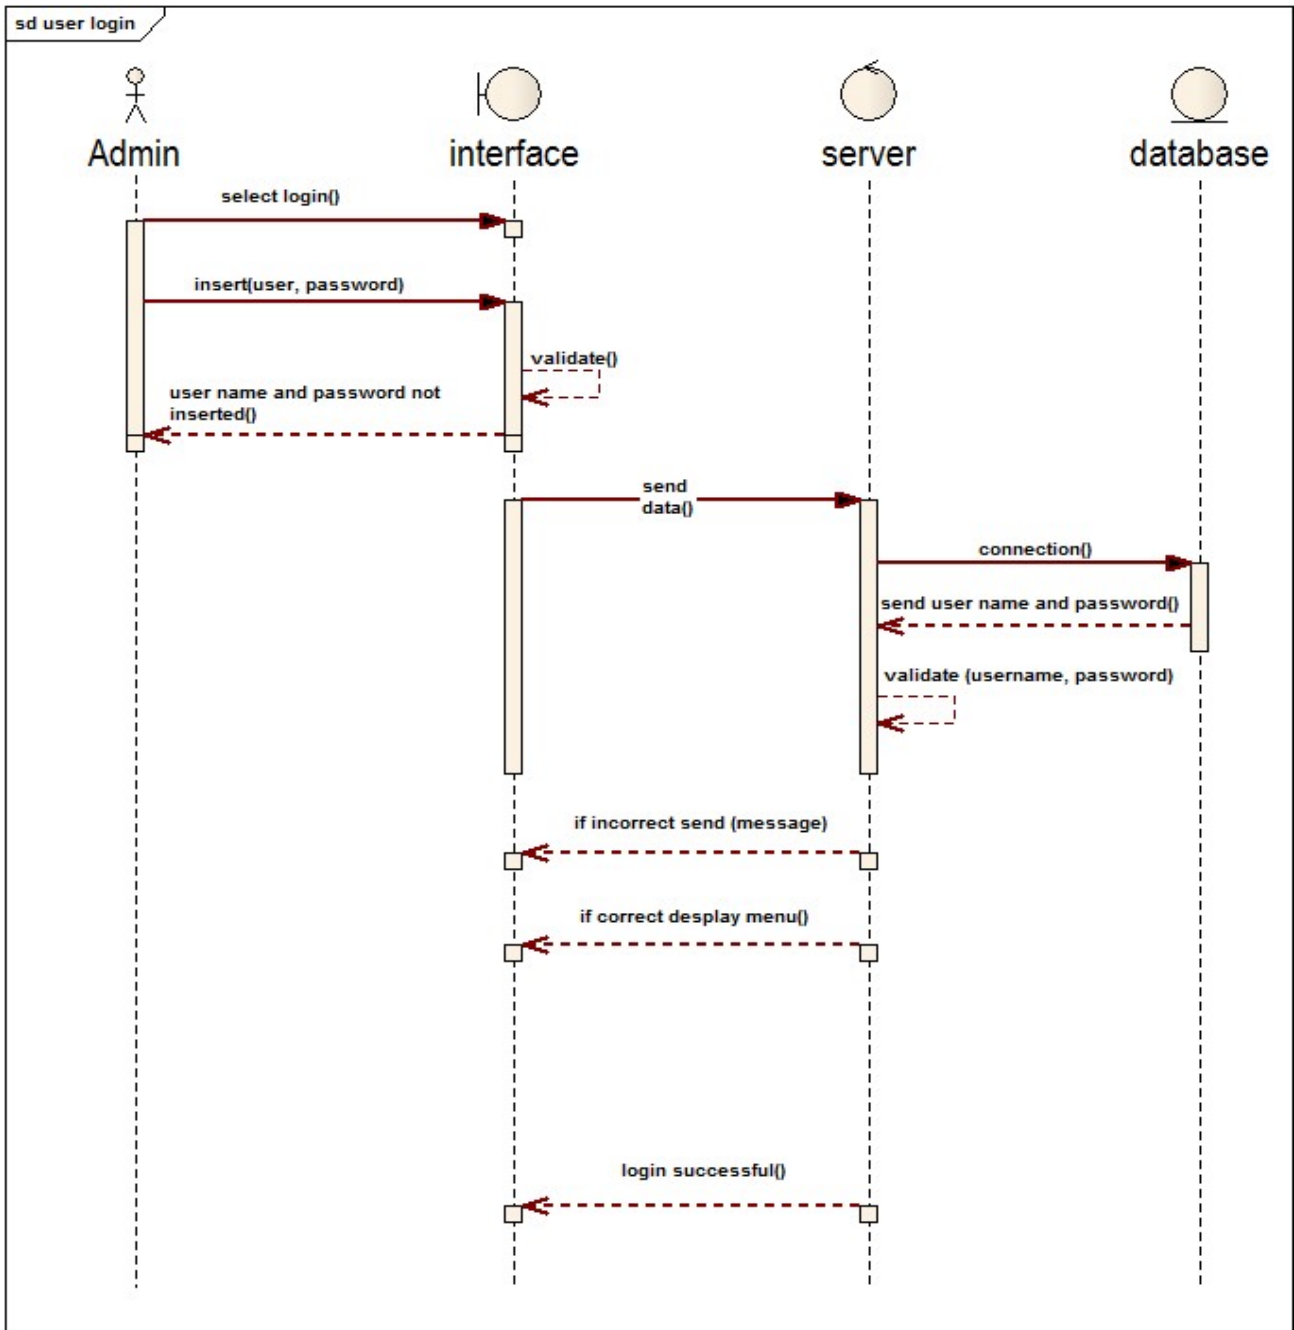 sd user login
Admin
interface
server
database
select login()
insert(user, password)
validate()
user name and password not
inserted()
send
data()
connection()
send user name and password()
validate (username, password)
if incorrect send (message)
if correct desplay menu()
login successful()